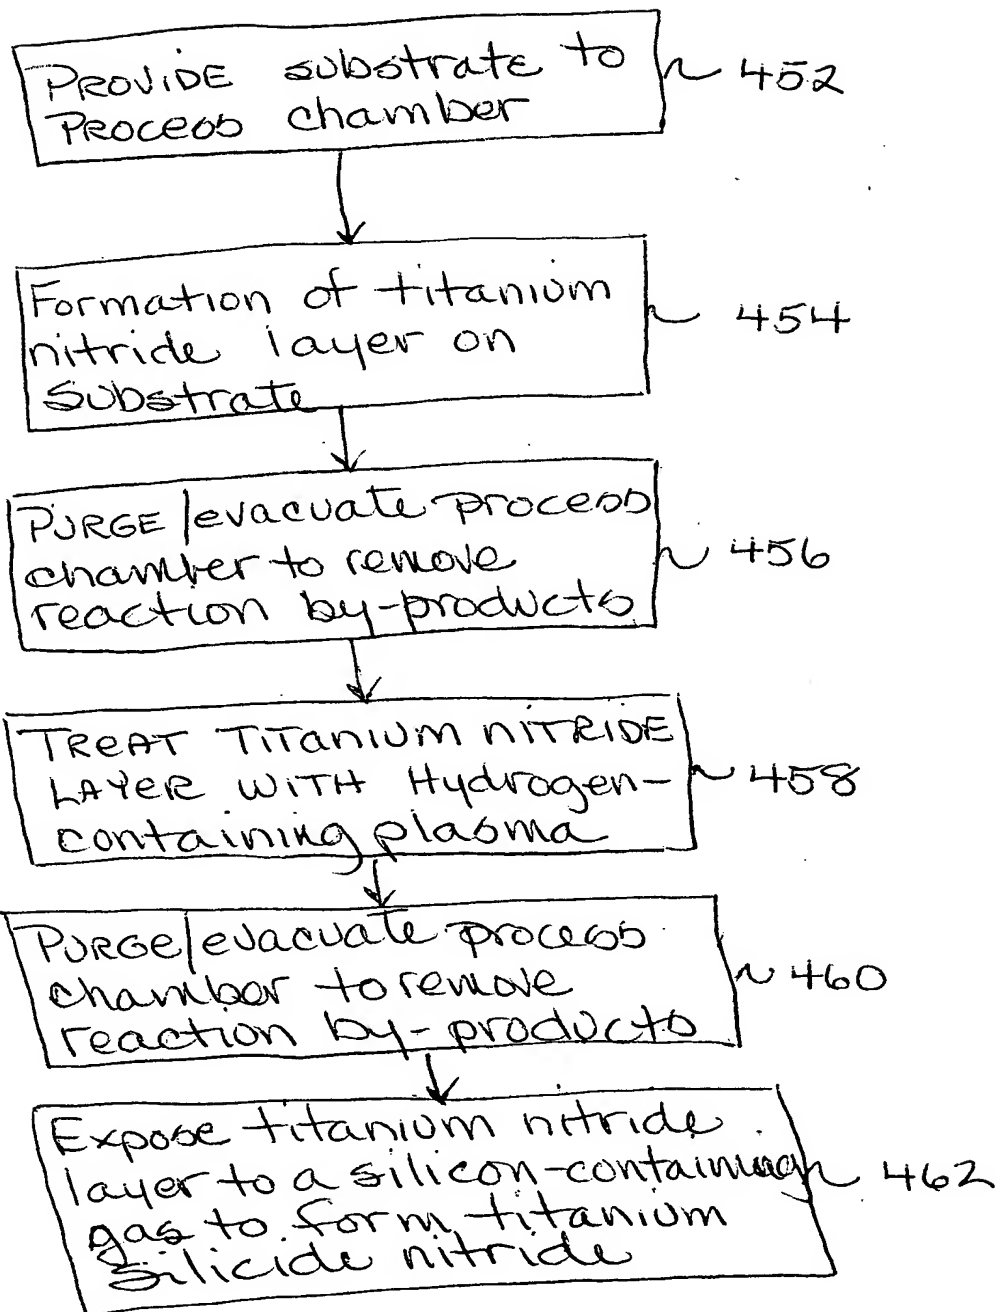 PROVIDE substrate to
PROCESS chamber
452
Formation of titanium
nitride layer on
Substrate
454
PURGE/evacuate process
chamber to remove
reaction by-products
456
TREAT TITANIUM NITRIDE
LAYER WITH Hydrogen-
containing plasma
458
PURGE/evacuate process
chamber to remove
reaction by-products
460
Expose titanium nitride
layer to a silicon-containing
gas to form titanium
silicide nitride
462